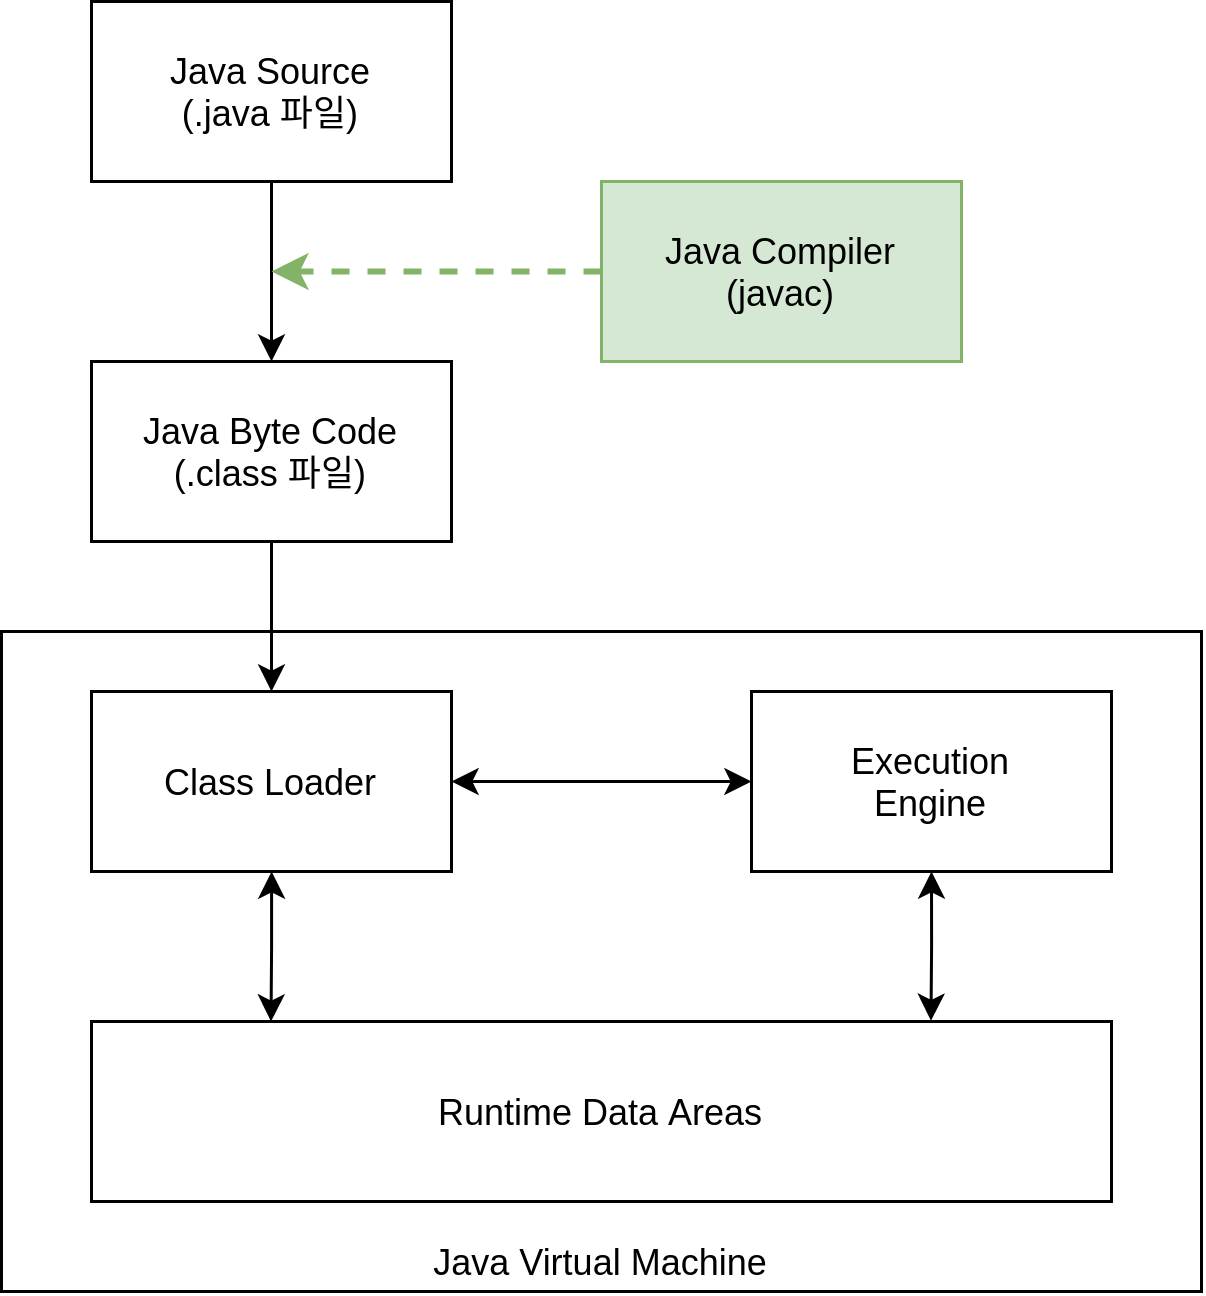 Java Source
(.java 파일)
Java Compiler
(javac)
Java Byte Code
(.class 파일)
Class Loader
Execution
Engine
Runtime Data Areas
Java Virtual Machine